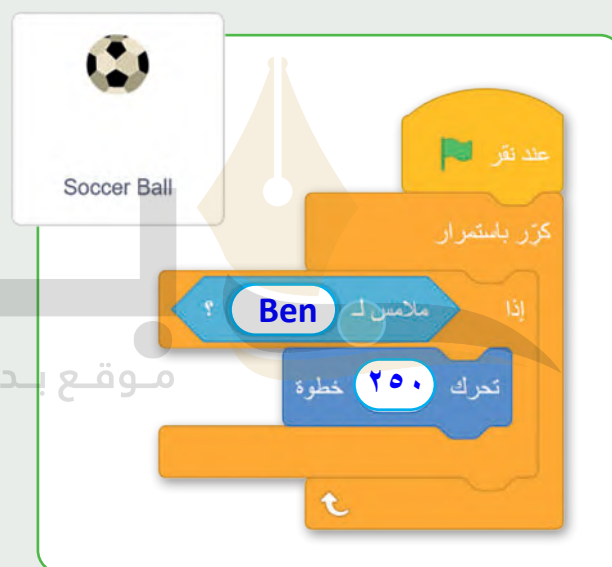 Soccer Ball
عند نقر
كرّر باستمرار
إذا ملامس لـ Ben ؟
تحرك ٢٥٠ خطوة
موقع بد